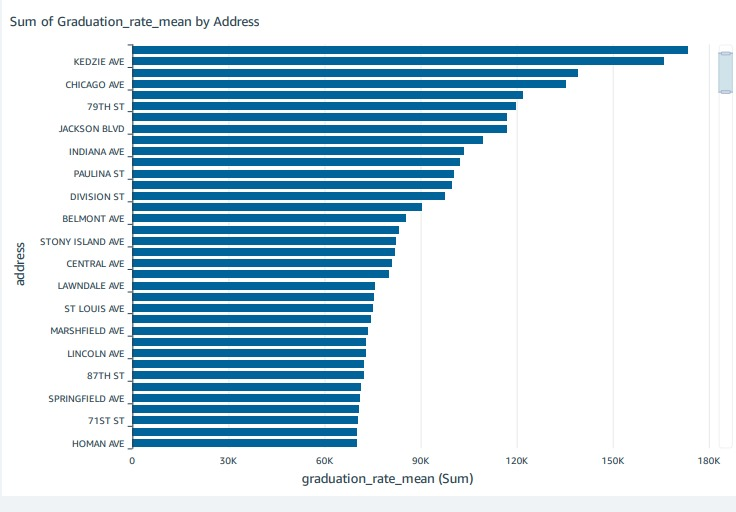 Sum of Graduation_rate_mean by Address
KEDZIE AVE
CHICAGO AVE
79TH ST
JACKSON BLVD
INDIANA AVE
PAULINA ST
DIVISION ST
BELMONT AVE
STONY ISLAND AVE
CENTRAL AVE
LAWNDALE AVE
ST LOUIS AVE
MARSHFIELD AVE
LINCOLN AVE
87TH ST
SPRINGFIELD AVE
71ST ST
HOMAN AVE
address
0 30K 60K 90K 120K 150K 180K
graduation_rate_mean (Sum)